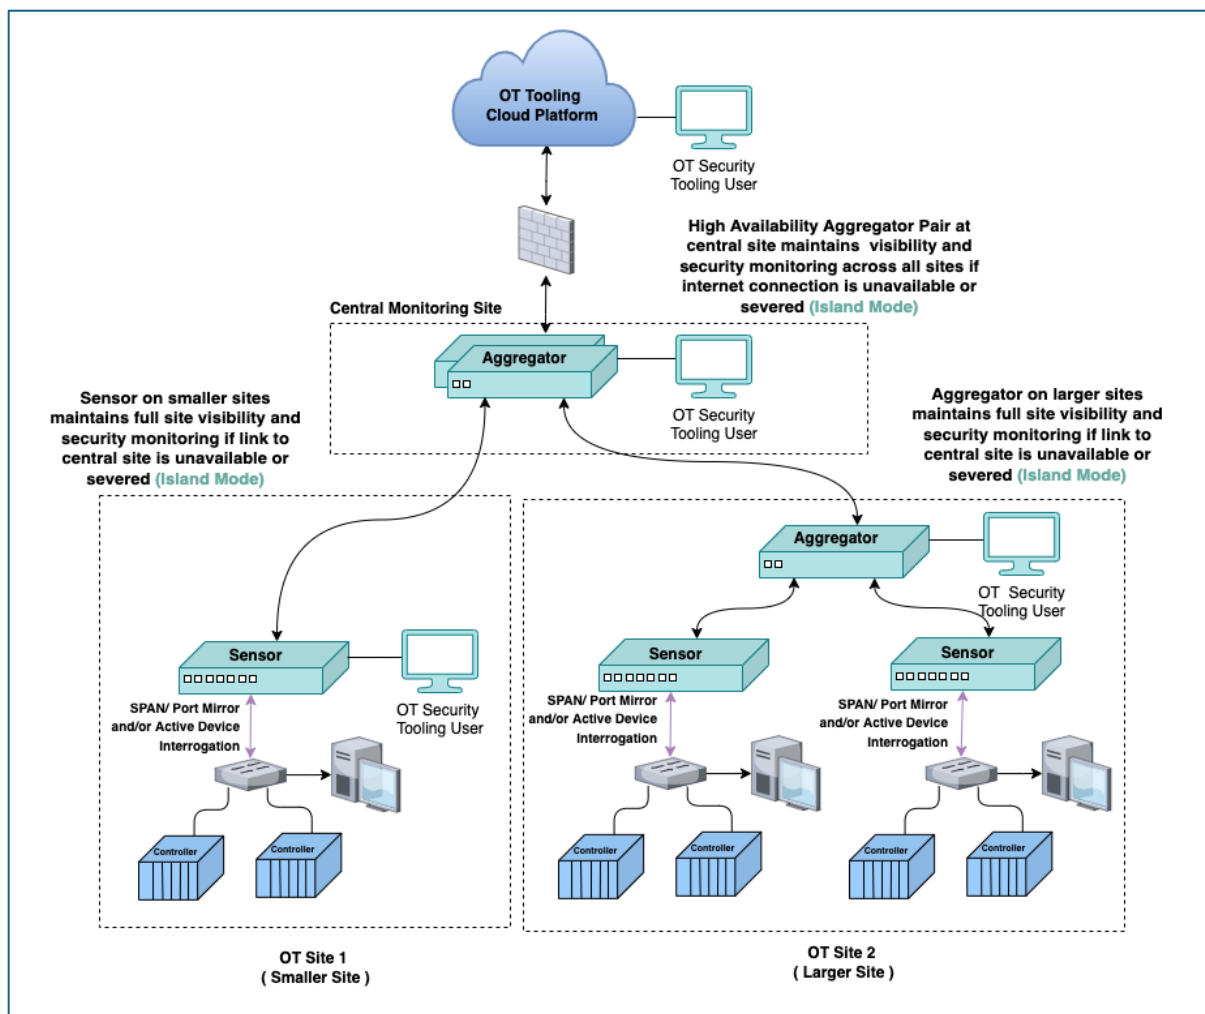 OT Tooling
Cloud Platform
OT Security
Tooling User
High Availability Aggregator Pair at
central site maintains visibility and
security monitoring across all sites if
internet connection is unavailable or
severed (Island Mode)
Central Monitoring Site
Aggregator
OT Security
Tooling User
Sensor on smaller sites
maintains full site visibility and
security monitoring if link to
central site is unavailable or
severed (Island Mode)
Aggregator on larger sites
maintains full site visibility and
security monitoring if link to
central site is unavailable or
severed (Island Mode)
Aggregator
OT Security
Tooling User
Sensor
OT Security
Tooling User
SPAN/ Port Mirror
and/or Active Device
Interrogation
Controller
Controller
Sensor
SPAN/ Port Mirror
and/or Active Device
Interrogation
Controller
Controller
Sensor
SPAN/ Port Mirror
and/or Active Device
Interrogation
Controller
Controller
OT Site 1
( Smaller Site )
OT Site 2
( Larger Site )